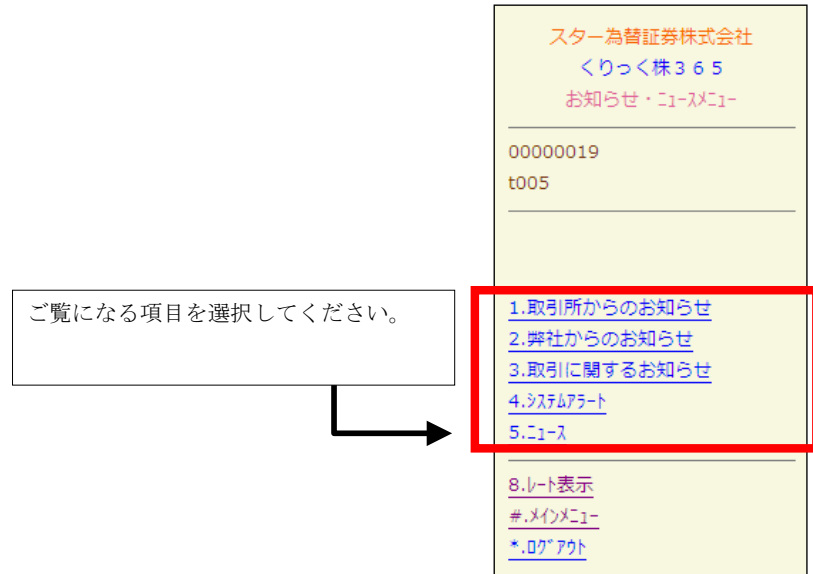 スター為替証券株式会社
くりっく株３６５
お知らせ・ﾆｭｰｽﾒﾆｭｰ
00000019
t005
ご覧になる項目を選択してください。
1.取引所からのお知らせ
2.弊社からのお知らせ
3.取引に関するお知らせ
4.ｼｽﾃﾑｱﾗｰﾄ
5.ﾆｭｰｽ
8.ﾚｰﾄ表示
#.ﾒｲﾝﾒﾆｭｰ
*.ﾛｸﾞｱｳﾄ